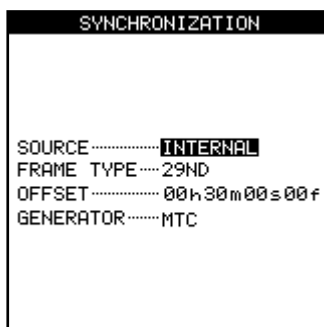 SYNCHRONIZATION
SOURCE·············INTERNAL
FRAME TYPE····29ND
OFFSET·············00h30m00s00f
GENERATOR······MTC